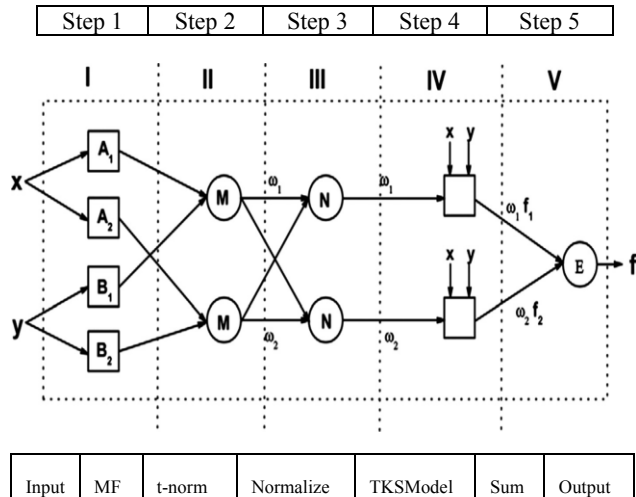 Step 1 Step 2 Step 3 Step 4 Step 5
I II III IV V
x y
A1
x
ω1 ω1
M N
ω1 f1
A2
E f
B1
x y
y
M N
ω2 f2
B2
ω2 ω2
Input MF t-norm Normalize TKSModel Sum Output